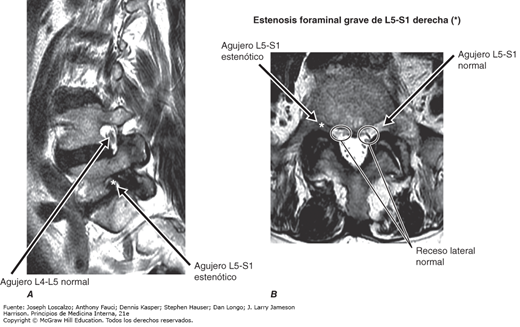 Estenosis foraminal grave de L5-S1 derecha (*)
Agujero L5-S1
estenótico
Agujero L5-S1
normal
*
Agujero L4-L5 normal
Agujero L5-S1
estenótico
Receso lateral
normal
A
B
Fuente: Joseph Loscalzo; Anthony Fauci; Dennis Kasper; Stephen Hauser; Dan Longo; J. Larry Jameson
Harrison. Principios de Medicina Interna, 21e
Copyright © McGraw Hill Education. Todos los derechos reservados.